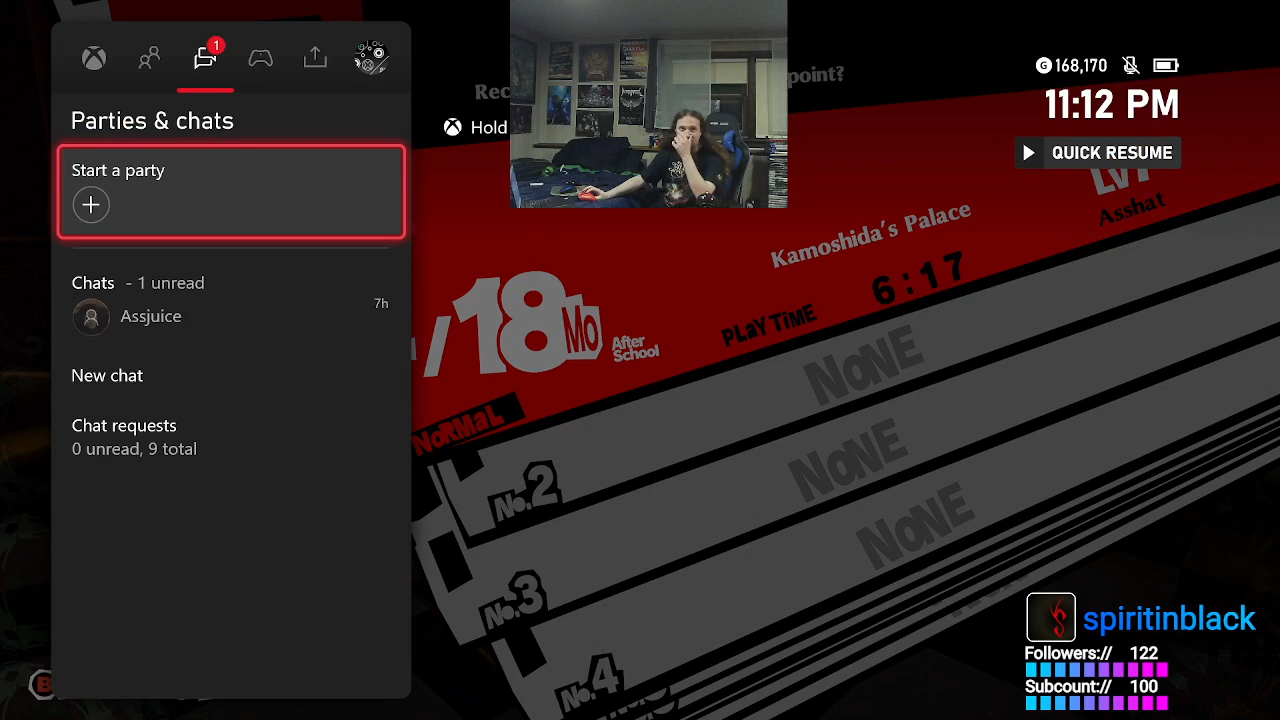 1
Parties & chats
Start a party
Chats - 1 unread
Assjuice
7h
New chat
Chat requests
0 unread, 9 total
Rec
point?
Hold
G 168,170
11:12 PM
QUICK RESUME
Asshat
Kamoshida's Palace
PLAY TIME 6:17
/18 Mo
After
School
NORMAL
NONE
No.2 NONE
No.3 NONE
No.4
B
spiritinblack
Followers:// 122
Subcount:// 100